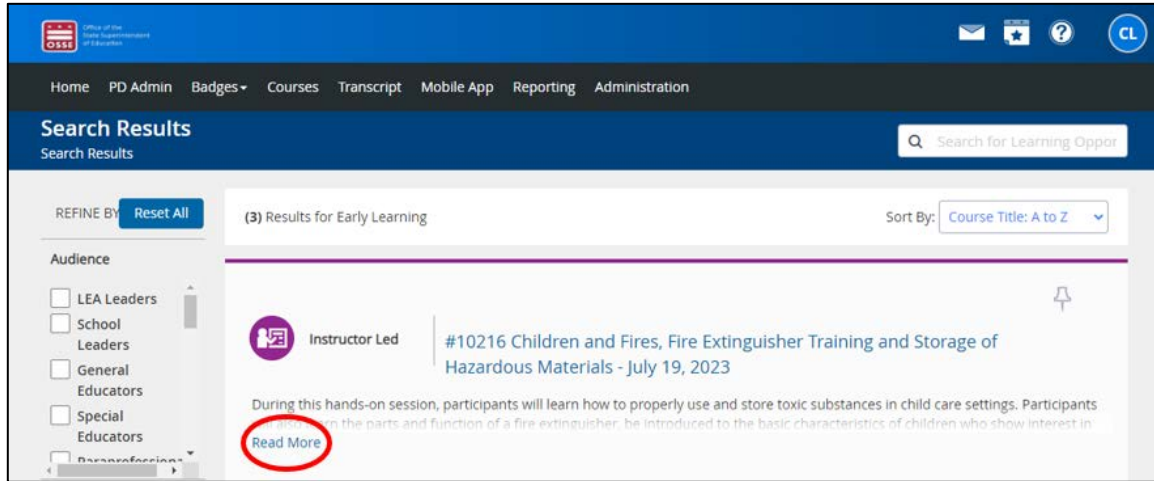 OSSE
Office of the
State Superintendent
of Education
CL
Home PD Admin Badges Courses Transcript Mobile App Reporting Administration
Search Results
Search Results
Search for Learning Oppor
REFINE BY Reset All
(3) Results for Early Learning
Sort By: Course Title: A to Z
Audience
LEA Leaders
School
Leaders
General
Educators
Special
Educators
Instructor Led
#10216 Children and Fires, Fire Extinguisher Training and Storage of
Hazardous Materials - July 19, 2023
During this hands-on session, participants will learn how to properly use and store toxic substances in child care settings. Participants
also learn the parts and function of a fire extinguisher, be introduced to the basic characteristics of children who show interest in
Read More